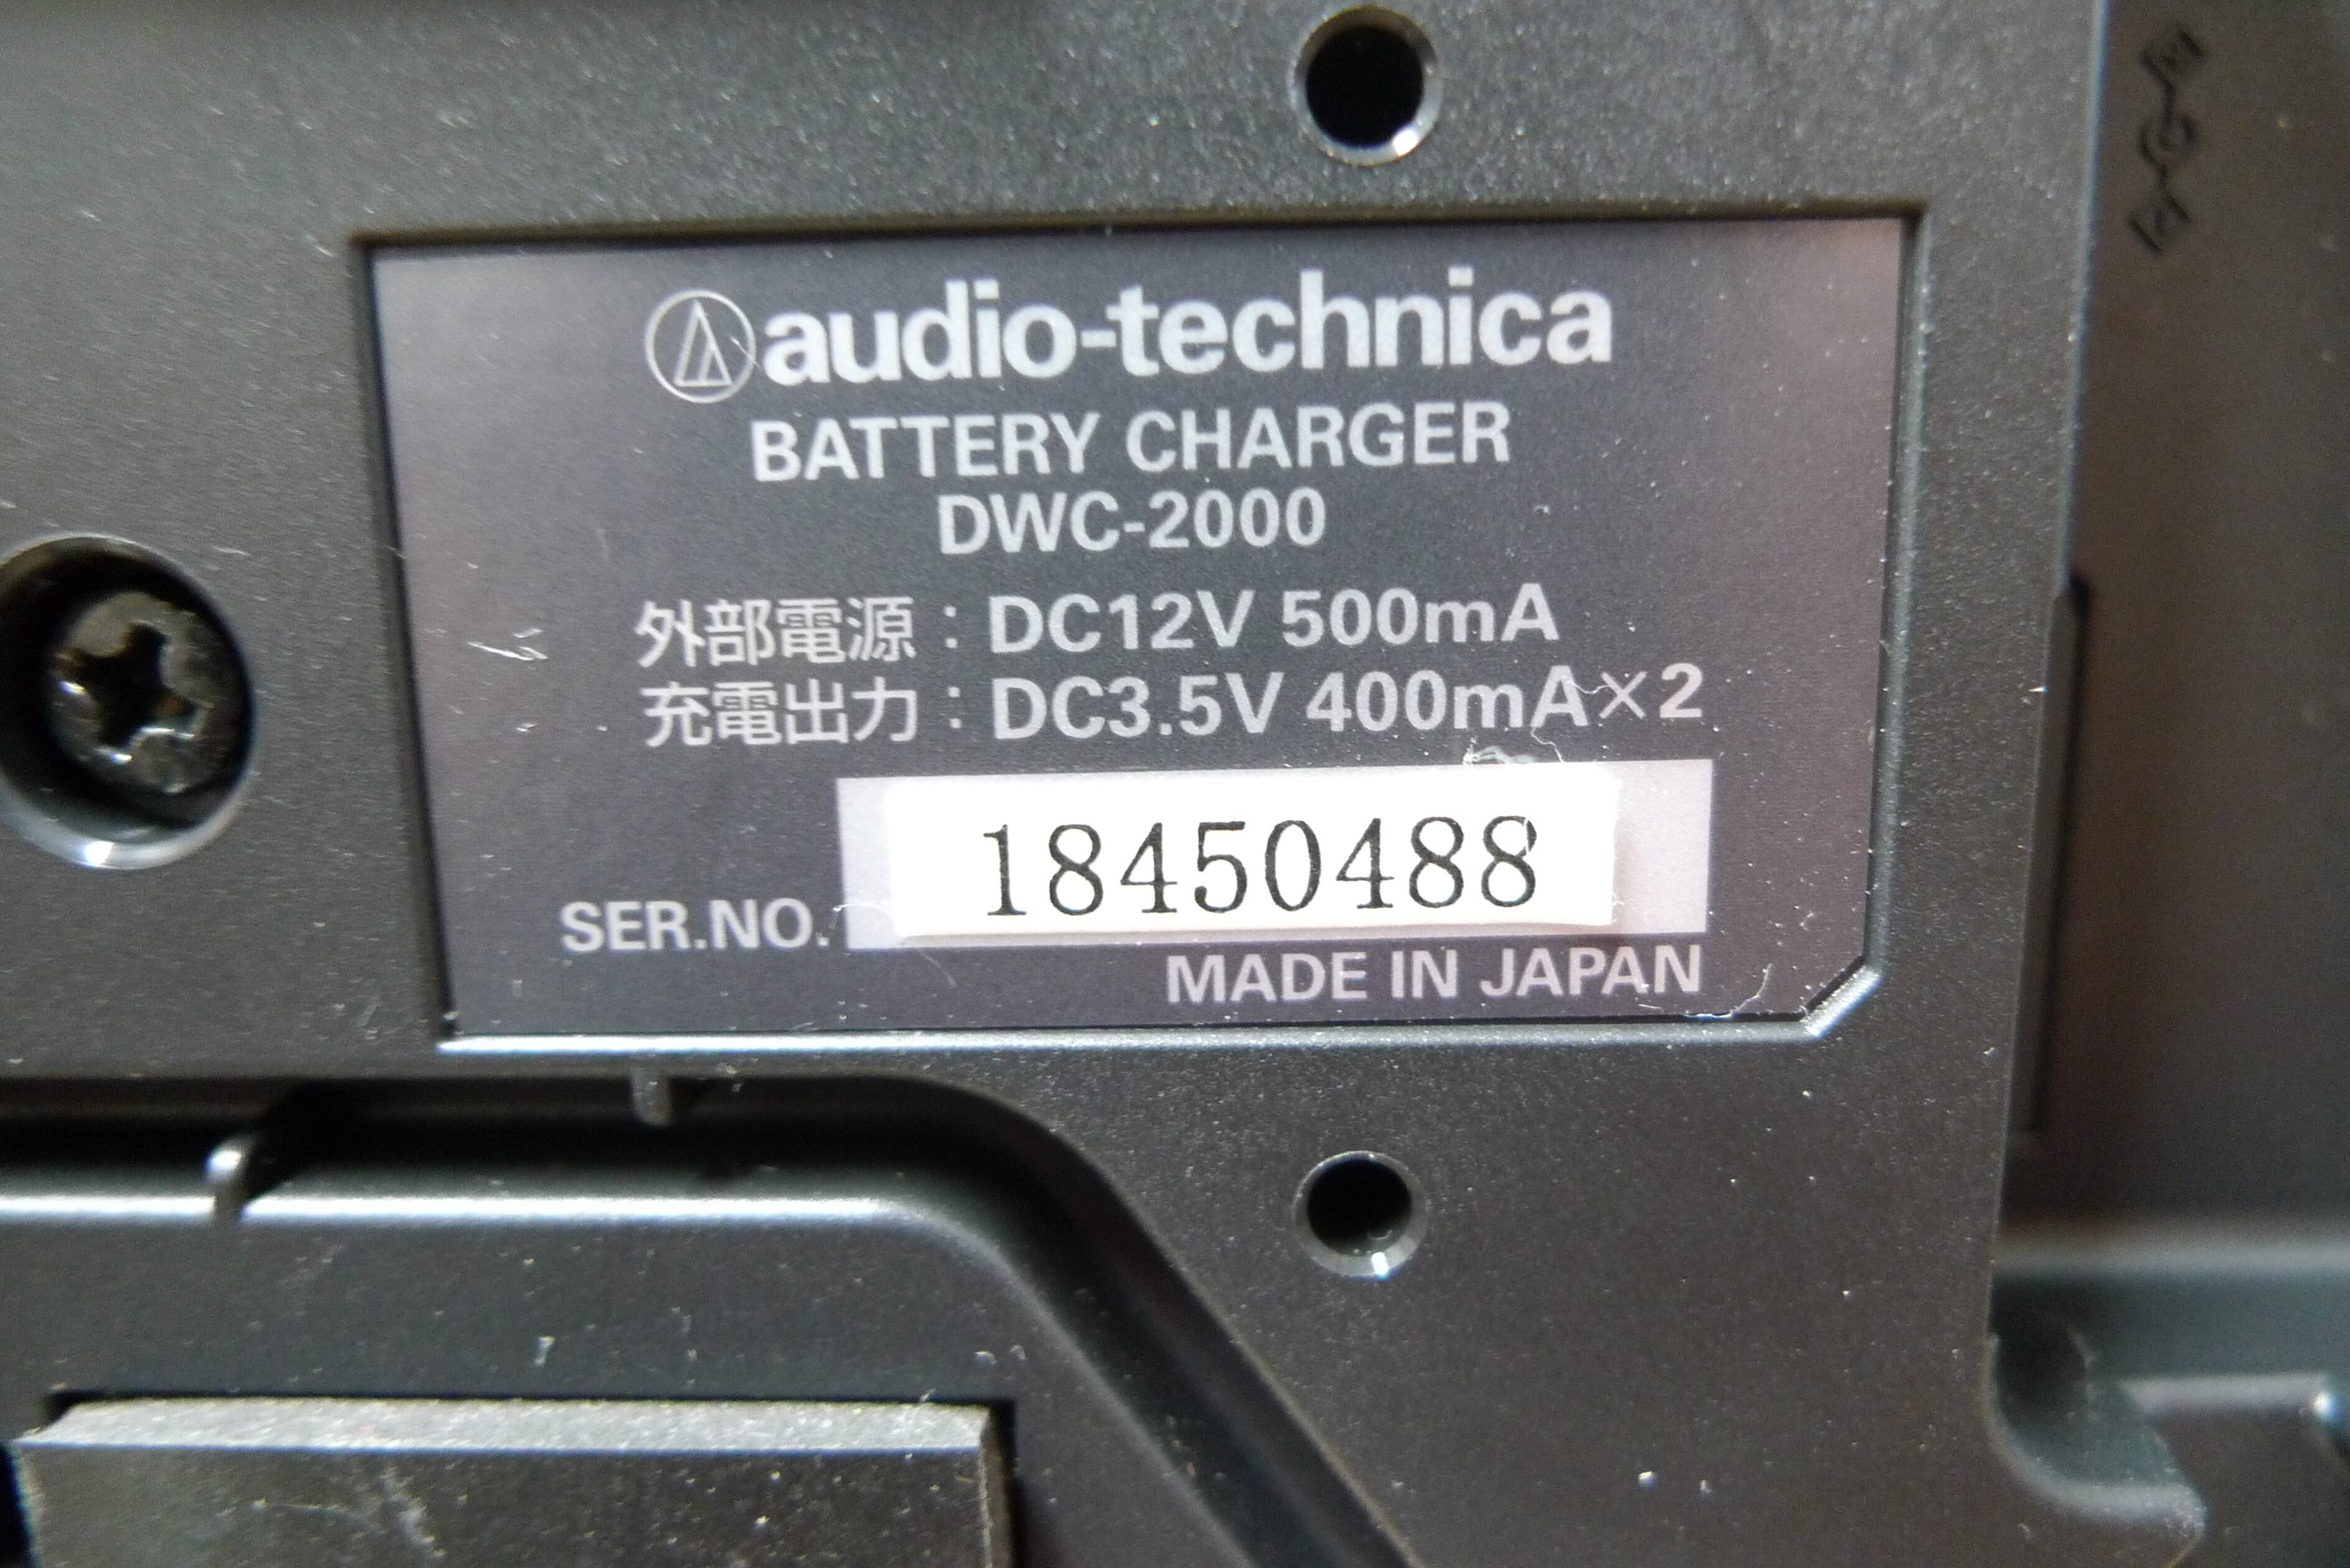 audio-technica
BATTERY CHARGER
DWC-2000
外部電源：DC12V 500mA
充電出力：DC3.5V 400mA×2
SER.NO. 18450488
MADE IN JAPAN